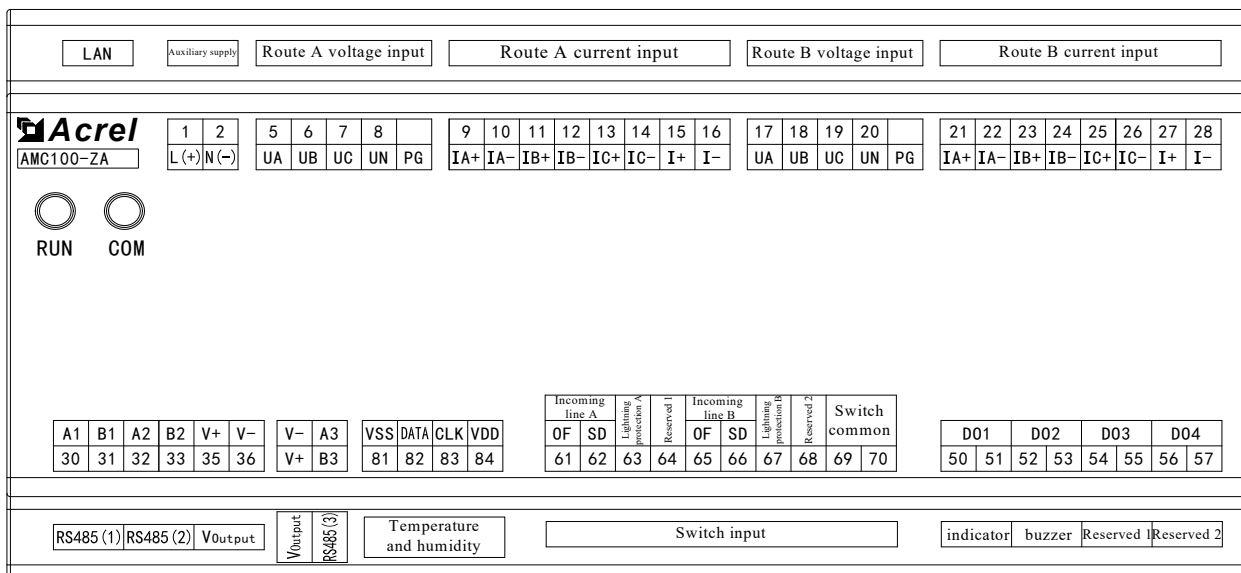 LAN Auxiliary supply Route A voltage input Route A current input Route B voltage input Route B current input
Acrel
AMC100-ZA
1 2 5 6 7 8 9 10 11 12 13 14 15 16 17 18 19 20 21 22 23 24 25 26 27 28
L(+) N(-) UA UB UC UN PG IA+ IA- IB+ IB- IC+ IC- I+ I- UA UB UC UN PG IA+ IA- IB+ IB- IC+ IC- I+ I-
RUN COM
Incoming
line A
Lightning
protection A
Reserved 1
Incoming
line B
Lightning
protection B
Reserved 2
Switch
common
A1 B1 A2 B2 V+ V- V- A3 VSS DATA CLK VDD OF SD OF SD DO1 DO2 DO3 DO4
30 31 32 33 35 36 V+ B3 81 82 83 84 61 62 63 64 65 66 67 68 69 70 50 51 52 53 54 55 56 57
RS485(1) RS485(2) VOutput
VOutput
RS485(3)
Temperature
and humidity
Switch input
indicator buzzer Reserved 1 Reserved 2